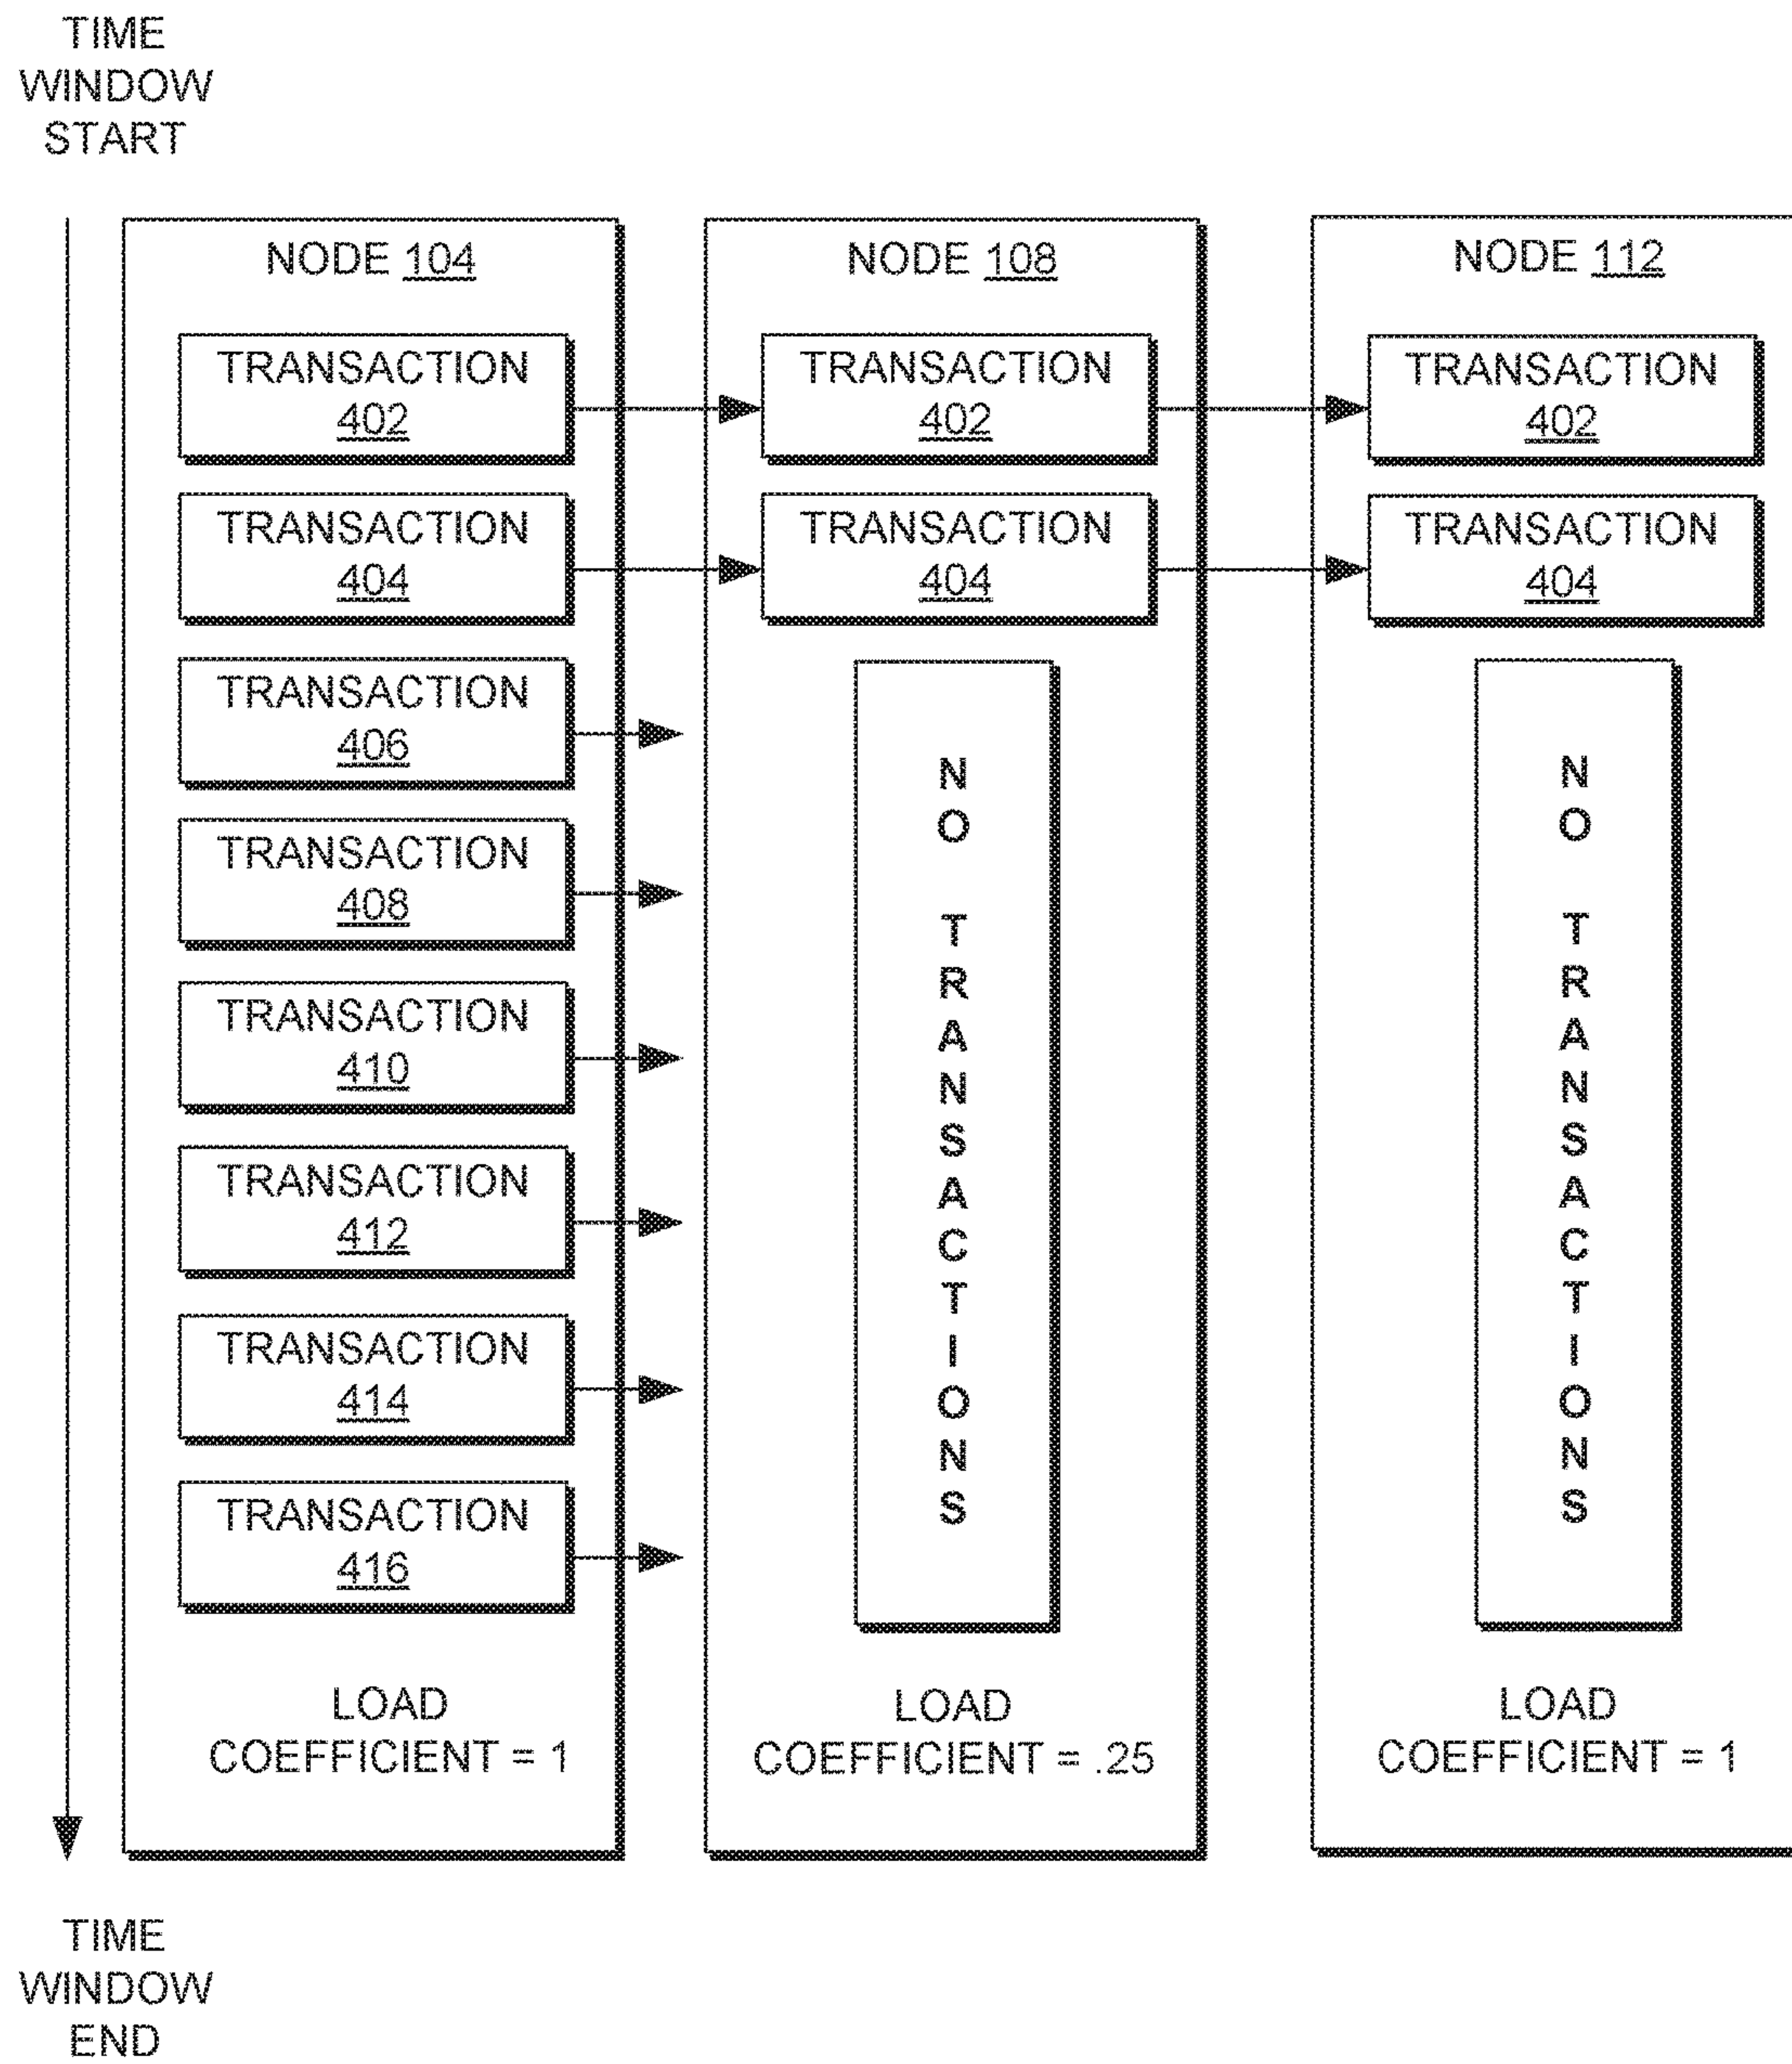 TIME
WINDOW
START
NODE 104
TRANSACTION
402
TRANSACTION
404
TRANSACTION
406
TRANSACTION
408
TRANSACTION
410
TRANSACTION
412
TRANSACTION
414
TRANSACTION
416
LOAD
COEFFICIENT = 1
NODE 108
TRANSACTION
402
TRANSACTION
404
NO TRANSACTIONS
LOAD
COEFFICIENT = .25
NODE 112
TRANSACTION
402
TRANSACTION
404
NO TRANSACTIONS
LOAD
COEFFICIENT = 1
TIME
WINDOW
END